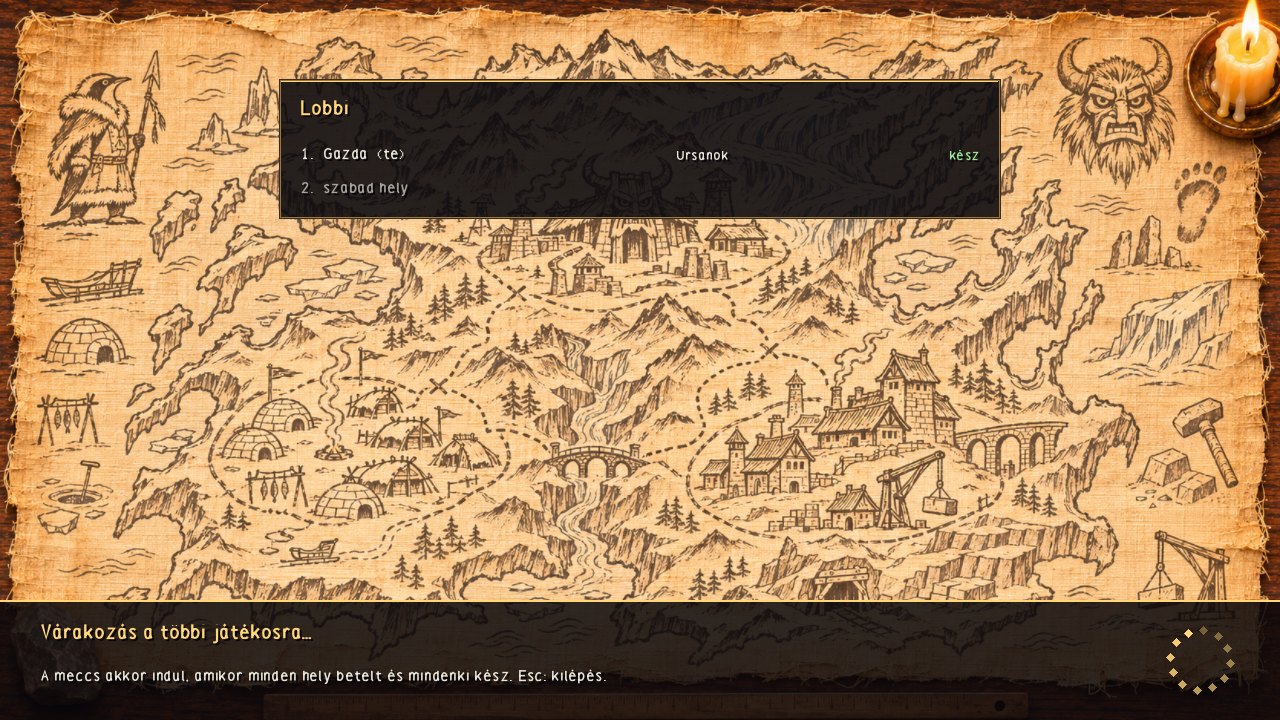 Lobbi
1. Gazda (te) Ursanok kész
2. szabad hely
Várakozás a többi játékosra...
A meccs akkor indul, amikor minden hely betelt és mindenki kész. Esc: kilépés.